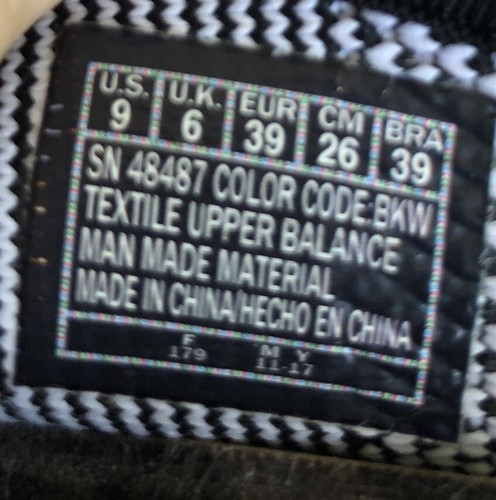 U.S. U.K. EUR CM BRA
9 6 39 26 39
SN 48487 COLOR CODE:BKW
TEXTILE UPPER BALANCE
MAN MADE MATERIAL
MADE IN CHINA/HECHO EN CHINA
F M Y
179 11-17